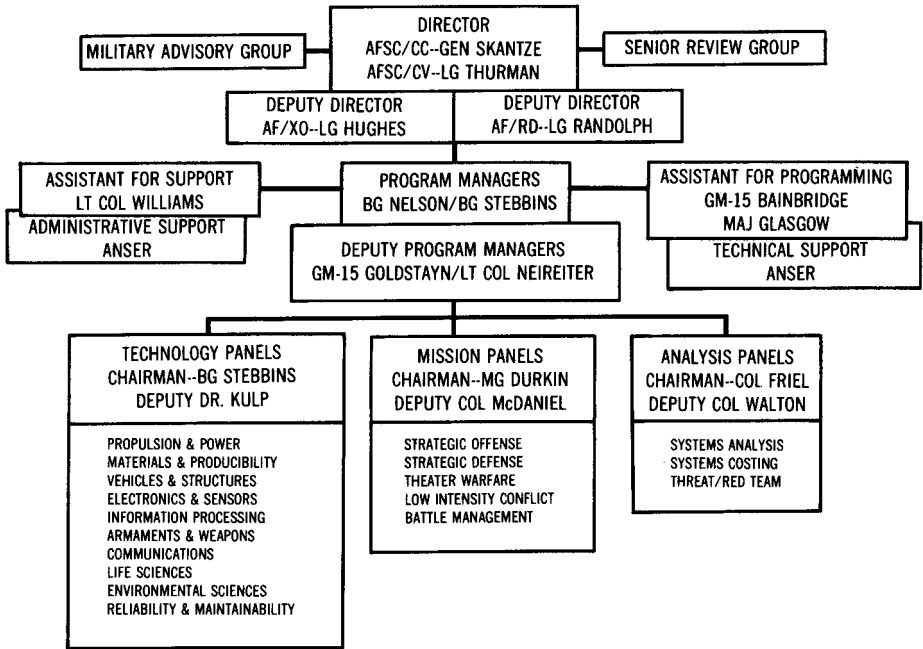 DIRECTOR
AFSC/CC--GEN SKANTZE
AFSC/CV--LG THURMAN
MILITARY ADVISORY GROUP
SENIOR REVIEW GROUP
DEPUTY DIRECTOR
AF/XO--LG HUGHES
DEPUTY DIRECTOR
AF/RD--LG RANDOLPH
ASSISTANT FOR SUPPORT
LT COL WILLIAMS
ADMINISTRATIVE SUPPORT
ANSER
PROGRAM MANAGERS
BG NELSON/BG STEBBINS
ASSISTANT FOR PROGRAMMING
GM-15 BAINBRIDGE
MAJ GLASGOW
TECHNICAL SUPPORT
ANSER
DEPUTY PROGRAM MANAGERS
GM-15 GOLDSTAYN/LT COL NEIREITER
TECHNOLOGY PANELS
CHAIRMAN--BG STEBBINS
DEPUTY DR. KULP
PROPULSION & POWER
MATERIALS & PRODUCIBILITY
VEHICLES & STRUCTURES
ELECTRONICS & SENSORS
INFORMATION PROCESSING
ARMAMENTS & WEAPONS
COMMUNICATIONS
LIFE SCIENCES
ENVIRONMENTAL SCIENCES
RELIABILITY & MAINTAINABILITY
MISSION PANELS
CHAIRMAN--MG DURKIN
DEPUTY COL McDANIEL
STRATEGIC OFFENSE
STRATEGIC DEFENSE
THEATER WARFARE
LOW INTENSITY CONFLICT
BATTLE MANAGEMENT
ANALYSIS PANELS
CHAIRMAN--COL FRIEL
DEPUTY COL WALTON
SYSTEMS ANALYSIS
SYSTEMS COSTING
THREAT/RED TEAM